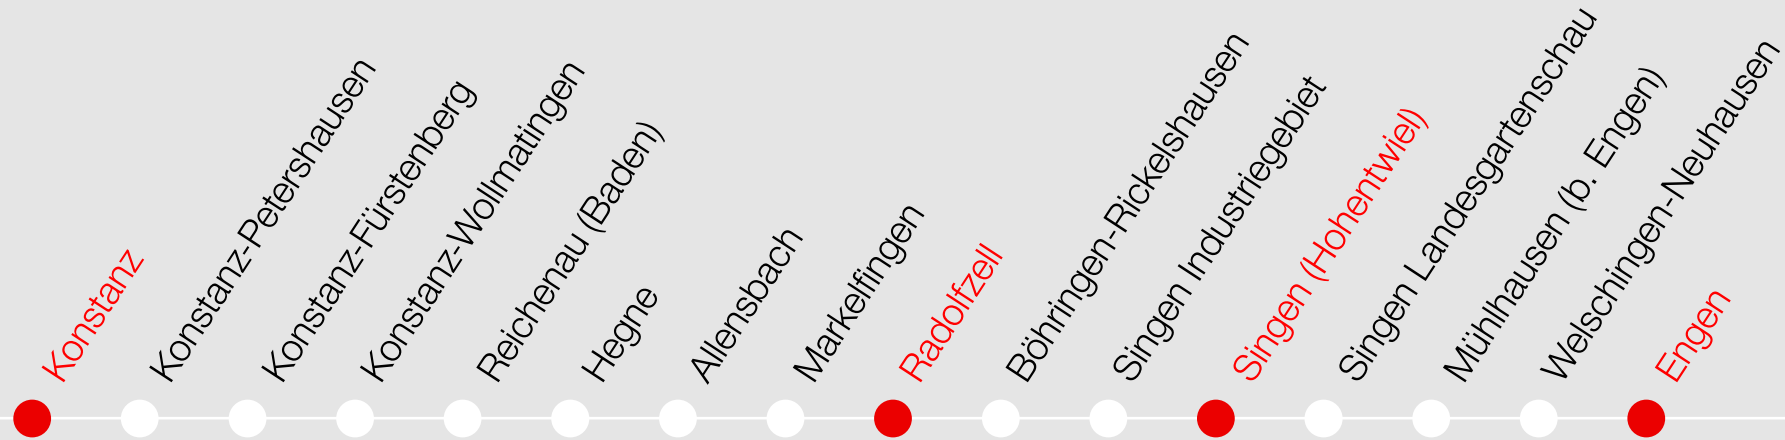 Konstanz
Konstanz-Petershausen
Konstanz-Fürstenberg
Konstanz-Wollmatingen
Reichenau (Baden)
Hegne
Allensbach
Markelfingen
Radolfzell
Böhringen-Rickelshausen
Singen Industriegebiet
Singen (Hohentwiel)
Singen Landesgartenschau
Mühlhausen (b. Engen)
Welschingen-Neuhausen
Engen